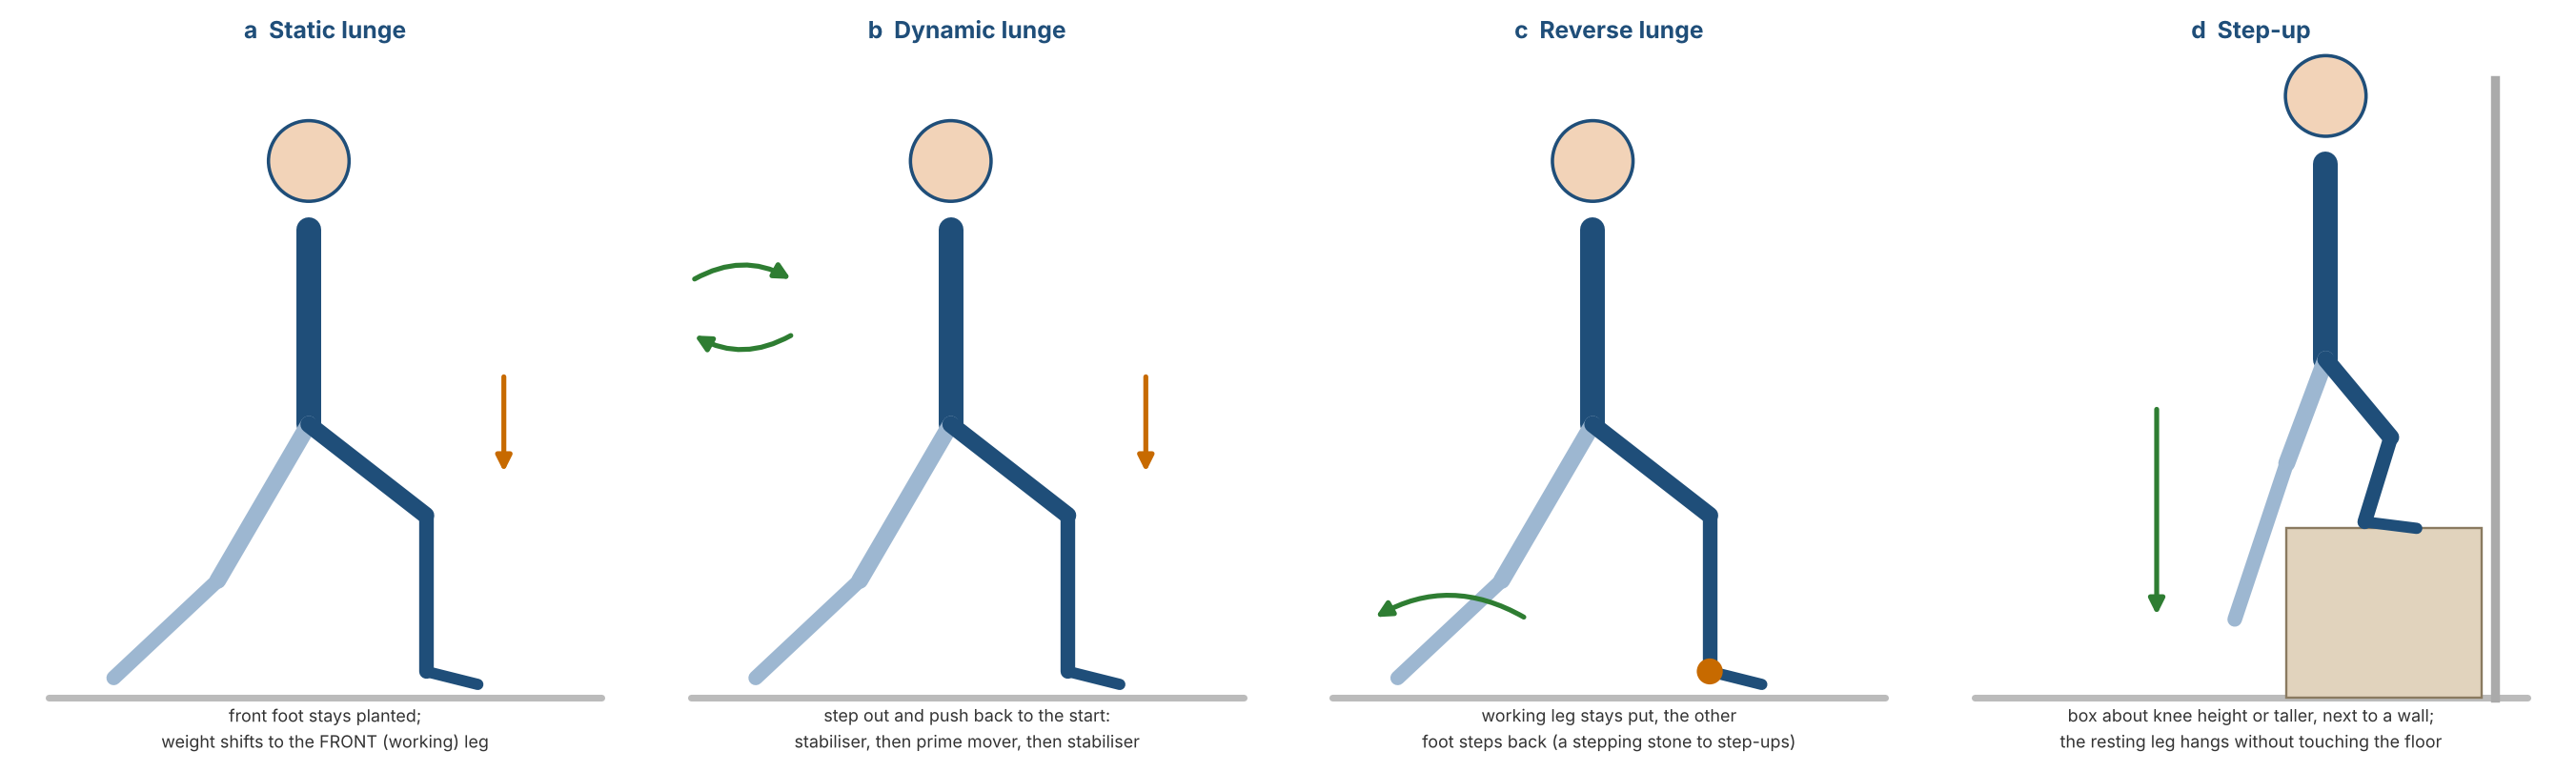 a Static lunge
front foot stays planted;
weight shifts to the FRONT (working) leg
b Dynamic lunge
step out and push back to the start:
stabiliser, then prime mover, then stabiliser
c Reverse lunge
working leg stays put, the other
foot steps back (a stepping stone to step-ups)
d Step-up
box about knee height or taller, next to a wall;
the resting leg hangs without touching the floor